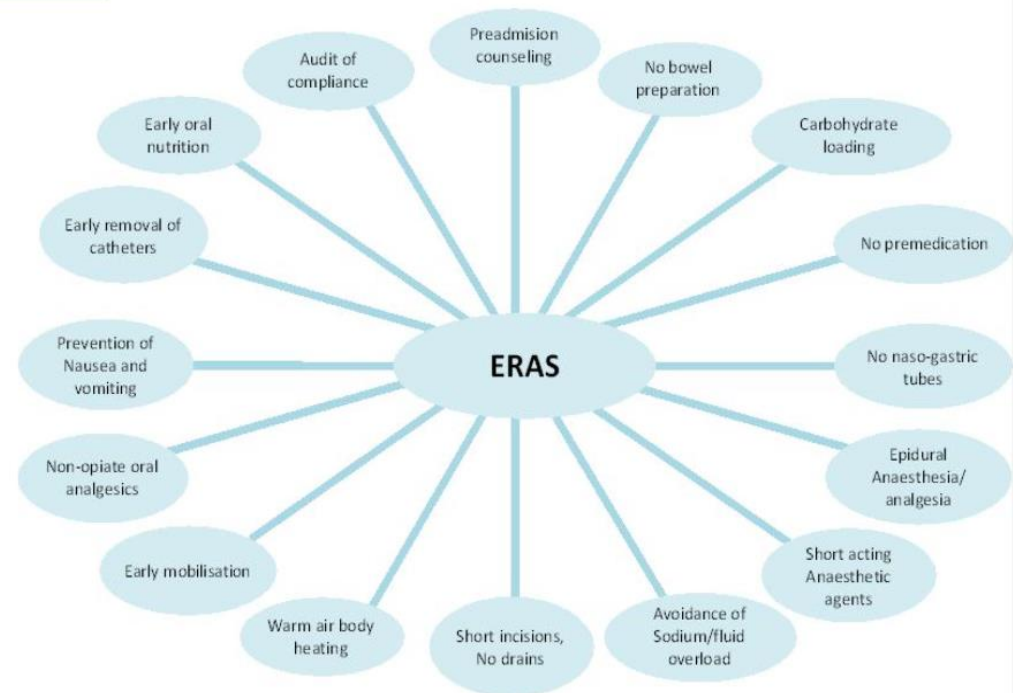 Preadmision
counseling
No bowel
preparation
Carbohydrate
loading
No premedication
No naso-gastric
tubes
Epidural
Anaesthesia/
analgesia
Short acting
Anaesthetic
agents
Avoidance of
Sodium/fluid
overload
Short incisions,
No drains
Warm air body
heating
Early mobilisation
Non-opiate oral
analgesics
Prevention of
Nausea and
vomiting
Early removal of
catheters
Early oral
nutrition
Audit of
compliance
ERAS